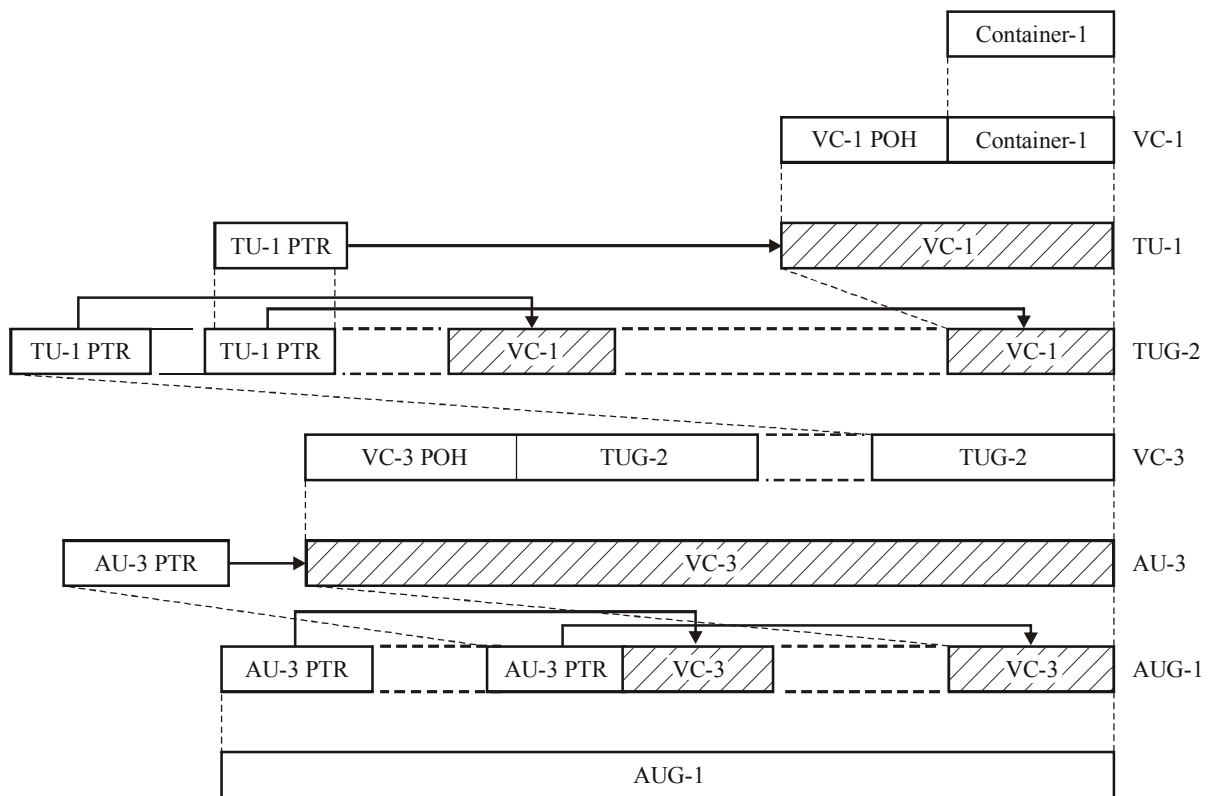 Container-1
VC-1 POH Container-1 VC-1
TU-1 PTR VC-1 TU-1
TU-1 PTR TU-1 PTR VC-1 VC-1 TUG-2
VC-3 POH TUG-2 TUG-2 VC-3
AU-3 PTR VC-3 AU-3
AU-3 PTR AU-3 PTR VC-3 VC-3 AUG-1
AUG-1